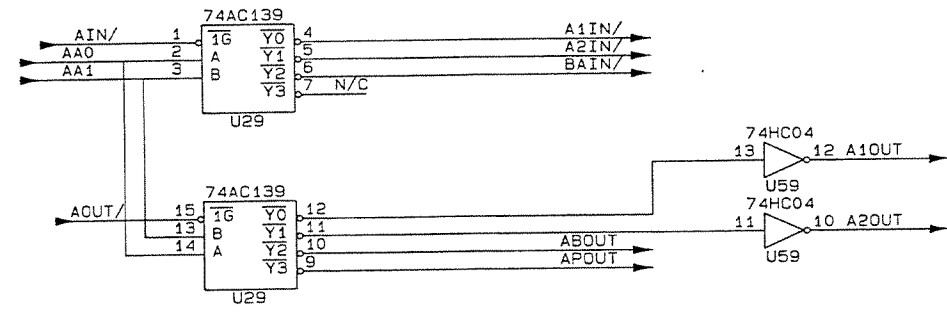 74AC139
AIN/ 1 1G Y0 4 A1IN/
AA0 2 A Y1 5 A2IN/
AA1 3 B Y2 6 BAIN/
Y3 7 N/C
U29
74HC04
13 12 A1OUT
U59
74AC139
AOUT/ 15 1G Y0 12
13 B Y1 11
14 A Y2 10 ABOUT
Y3 9 APOUT
U29
74HC04
11 10 A2OUT
U59